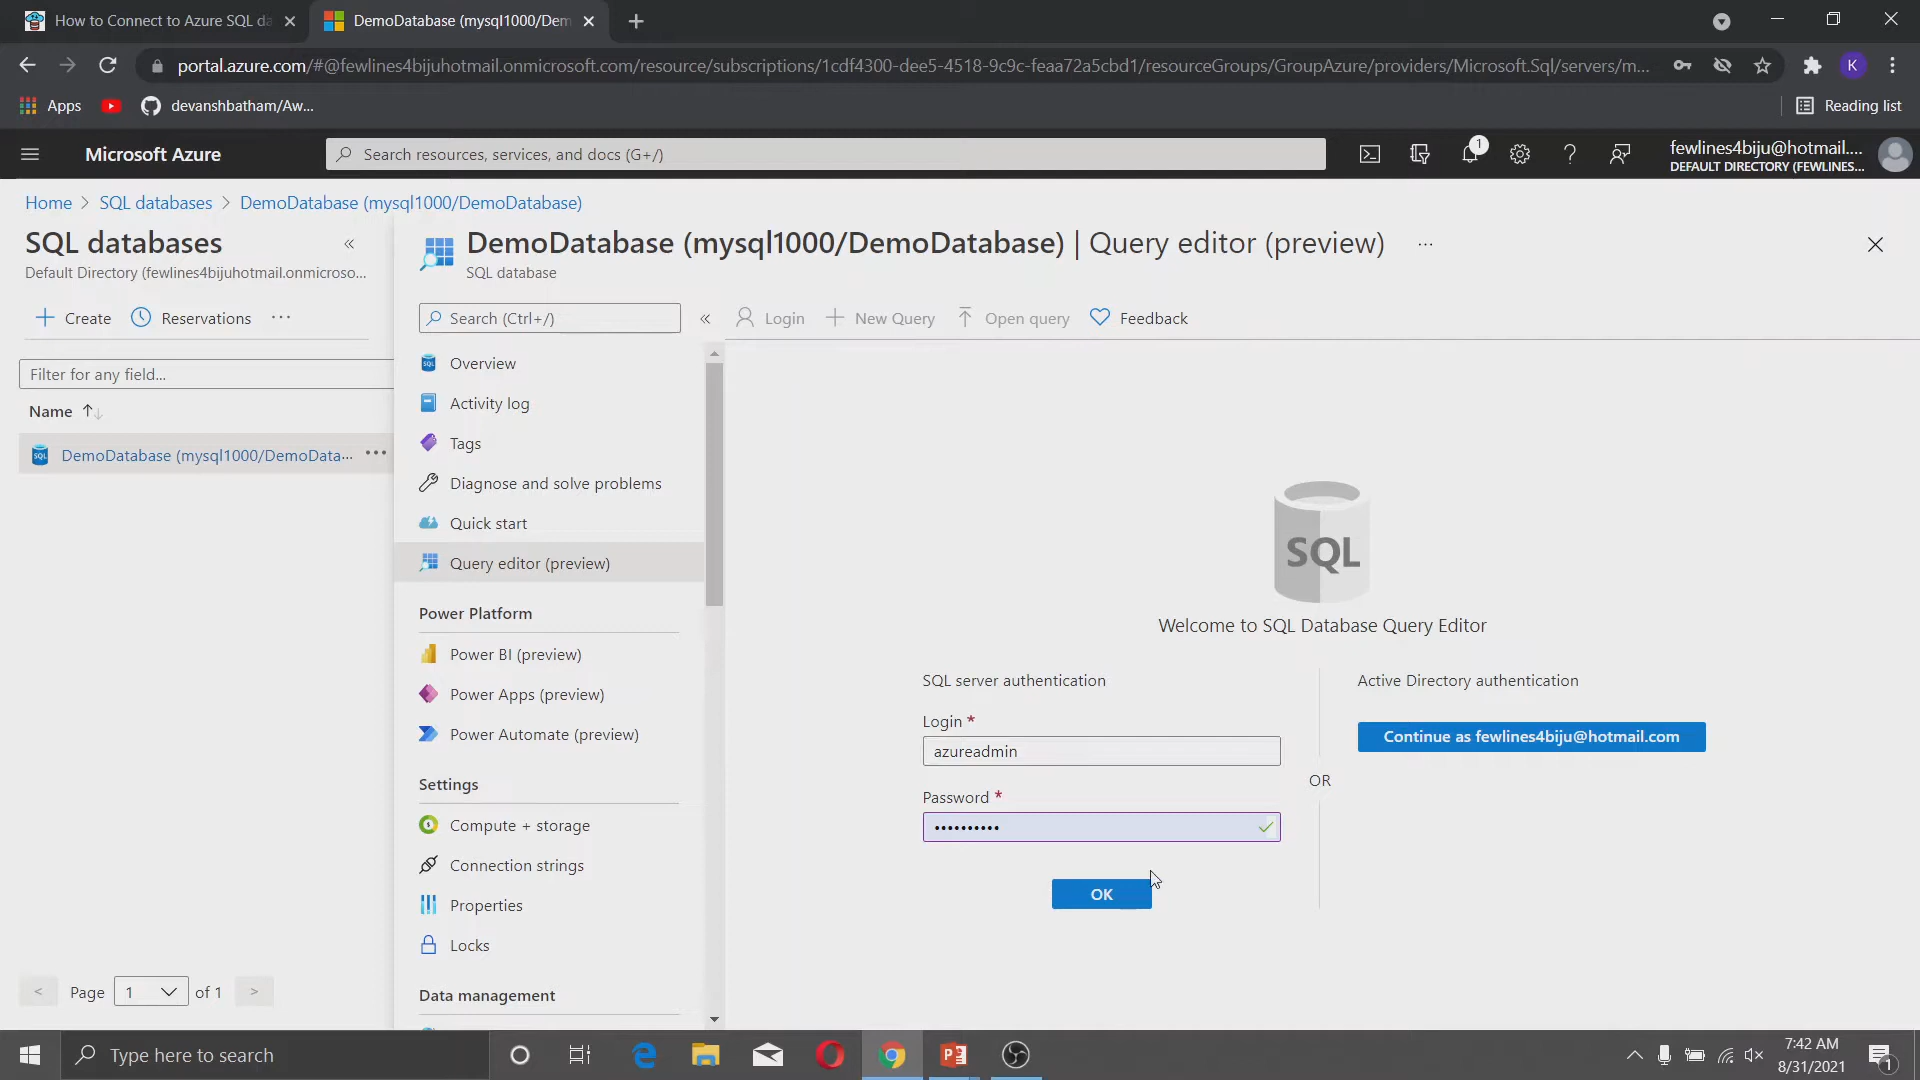 How to Connect to Azure SQL da
DemoDatabase (mysql1000/Dem
portal.azure.com/#@fewlines4bijuhotmail.onmicrosoft.com/resource/subscriptions/1cdf4300-dee5-4518-9c9c-feaa72a5cbd1/resourceGroups/GroupAzure/providers/Microsoft.Sql/servers/m...
K
Apps
devanshbatham/Aw...
Reading list
Microsoft Azure
Search resources, services, and docs (G+/)
1
fewlines4biju@hotmail....
DEFAULT DIRECTORY (FEWLINES...
Home > SQL databases > DemoDatabase (mysql1000/DemoDatabase)
SQL databases
Default Directory (fewlines4bijuhotmail.onmicroso...
Create
Reservations
Filter for any field...
Name
DemoDatabase (mysql1000/DemoData...
Page 1 of 1
DemoDatabase (mysql1000/DemoDatabase) | Query editor (preview)
SQL database
Search (Ctrl+/)
Overview
Activity log
Tags
Diagnose and solve problems
Quick start
Query editor (preview)
Power Platform
Power BI (preview)
Power Apps (preview)
Power Automate (preview)
Settings
Compute + storage
Connection strings
Properties
Locks
Data management
Login
New Query
Open query
Feedback
SQL
Welcome to SQL Database Query Editor
SQL server authentication
Login *
azureadmin
Password *
••••••••••
OK
OR
Active Directory authentication
Continue as fewlines4biju@hotmail.com
Type here to search
7:42 AM
8/31/2021
1